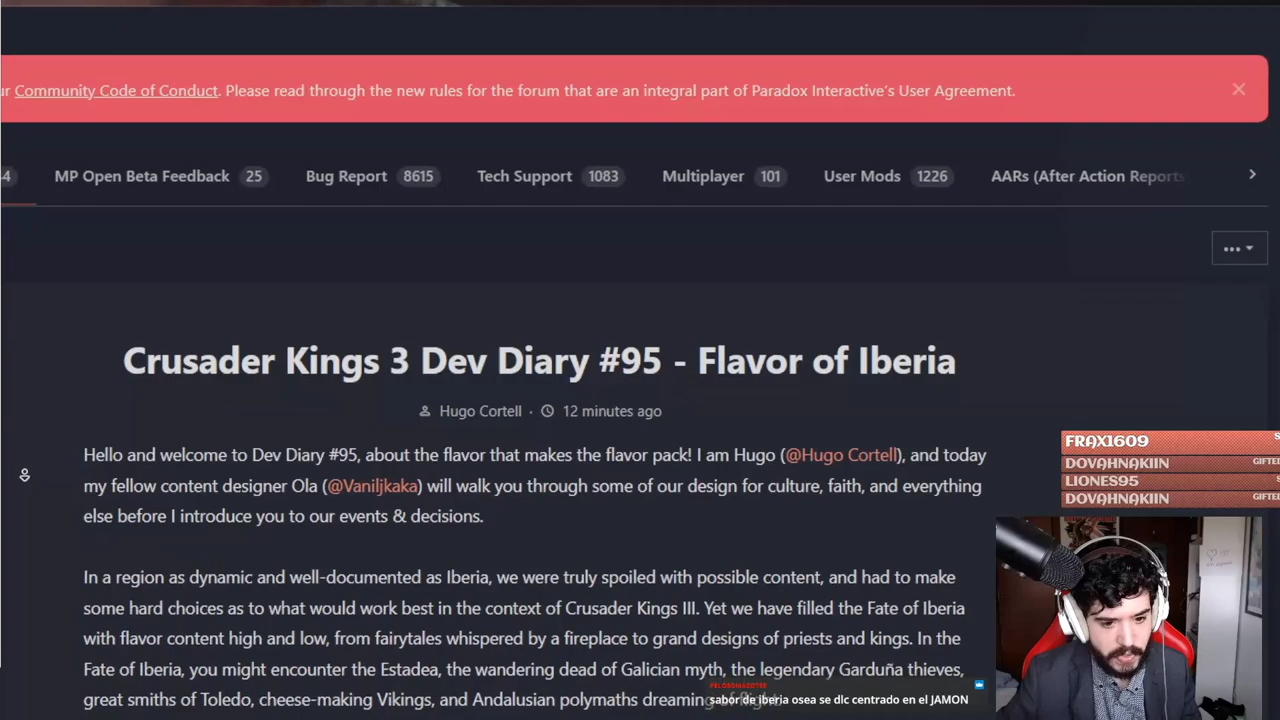 ur Community Code of Conduct. Please read through the new rules for the forum that are an integral part of Paradox Interactive's User Agreement.
4 MP Open Beta Feedback 25 Bug Report 8615 Tech Support 1083 Multiplayer 101 User Mods 1226 AARs (After Action Reports
Crusader Kings 3 Dev Diary #95 - Flavor of Iberia
Hugo Cortell · 12 minutes ago
Hello and welcome to Dev Diary #95, about the flavor that makes the flavor pack! I am Hugo (@Hugo Cortell), and today
my fellow content designer Ola (@Vaniljkaka) will walk you through some of our design for culture, faith, and everything
else before I introduce you to our events & decisions.
In a region as dynamic and well-documented as Iberia, we were truly spoiled with possible content, and had to make
some hard choices as to what would work best in the context of Crusader Kings III. Yet we have filled the Fate of Iberia
with flavor content high and low, from fairytales whispered by a fireplace to grand designs of priests and kings. In the
Fate of Iberia, you might encounter the Estadea, the wandering dead of Galician myth, the legendary Garduña thieves,
great smiths of Toledo, cheese-making Vikings, and Andalusian polymaths dreaming
FRAX1609
DOVAHNAKIIN GIFTED
LIONES95
DOVAHNAKIIN GIFTED
sabor de iberia osea se dlc centrado en el JAMON